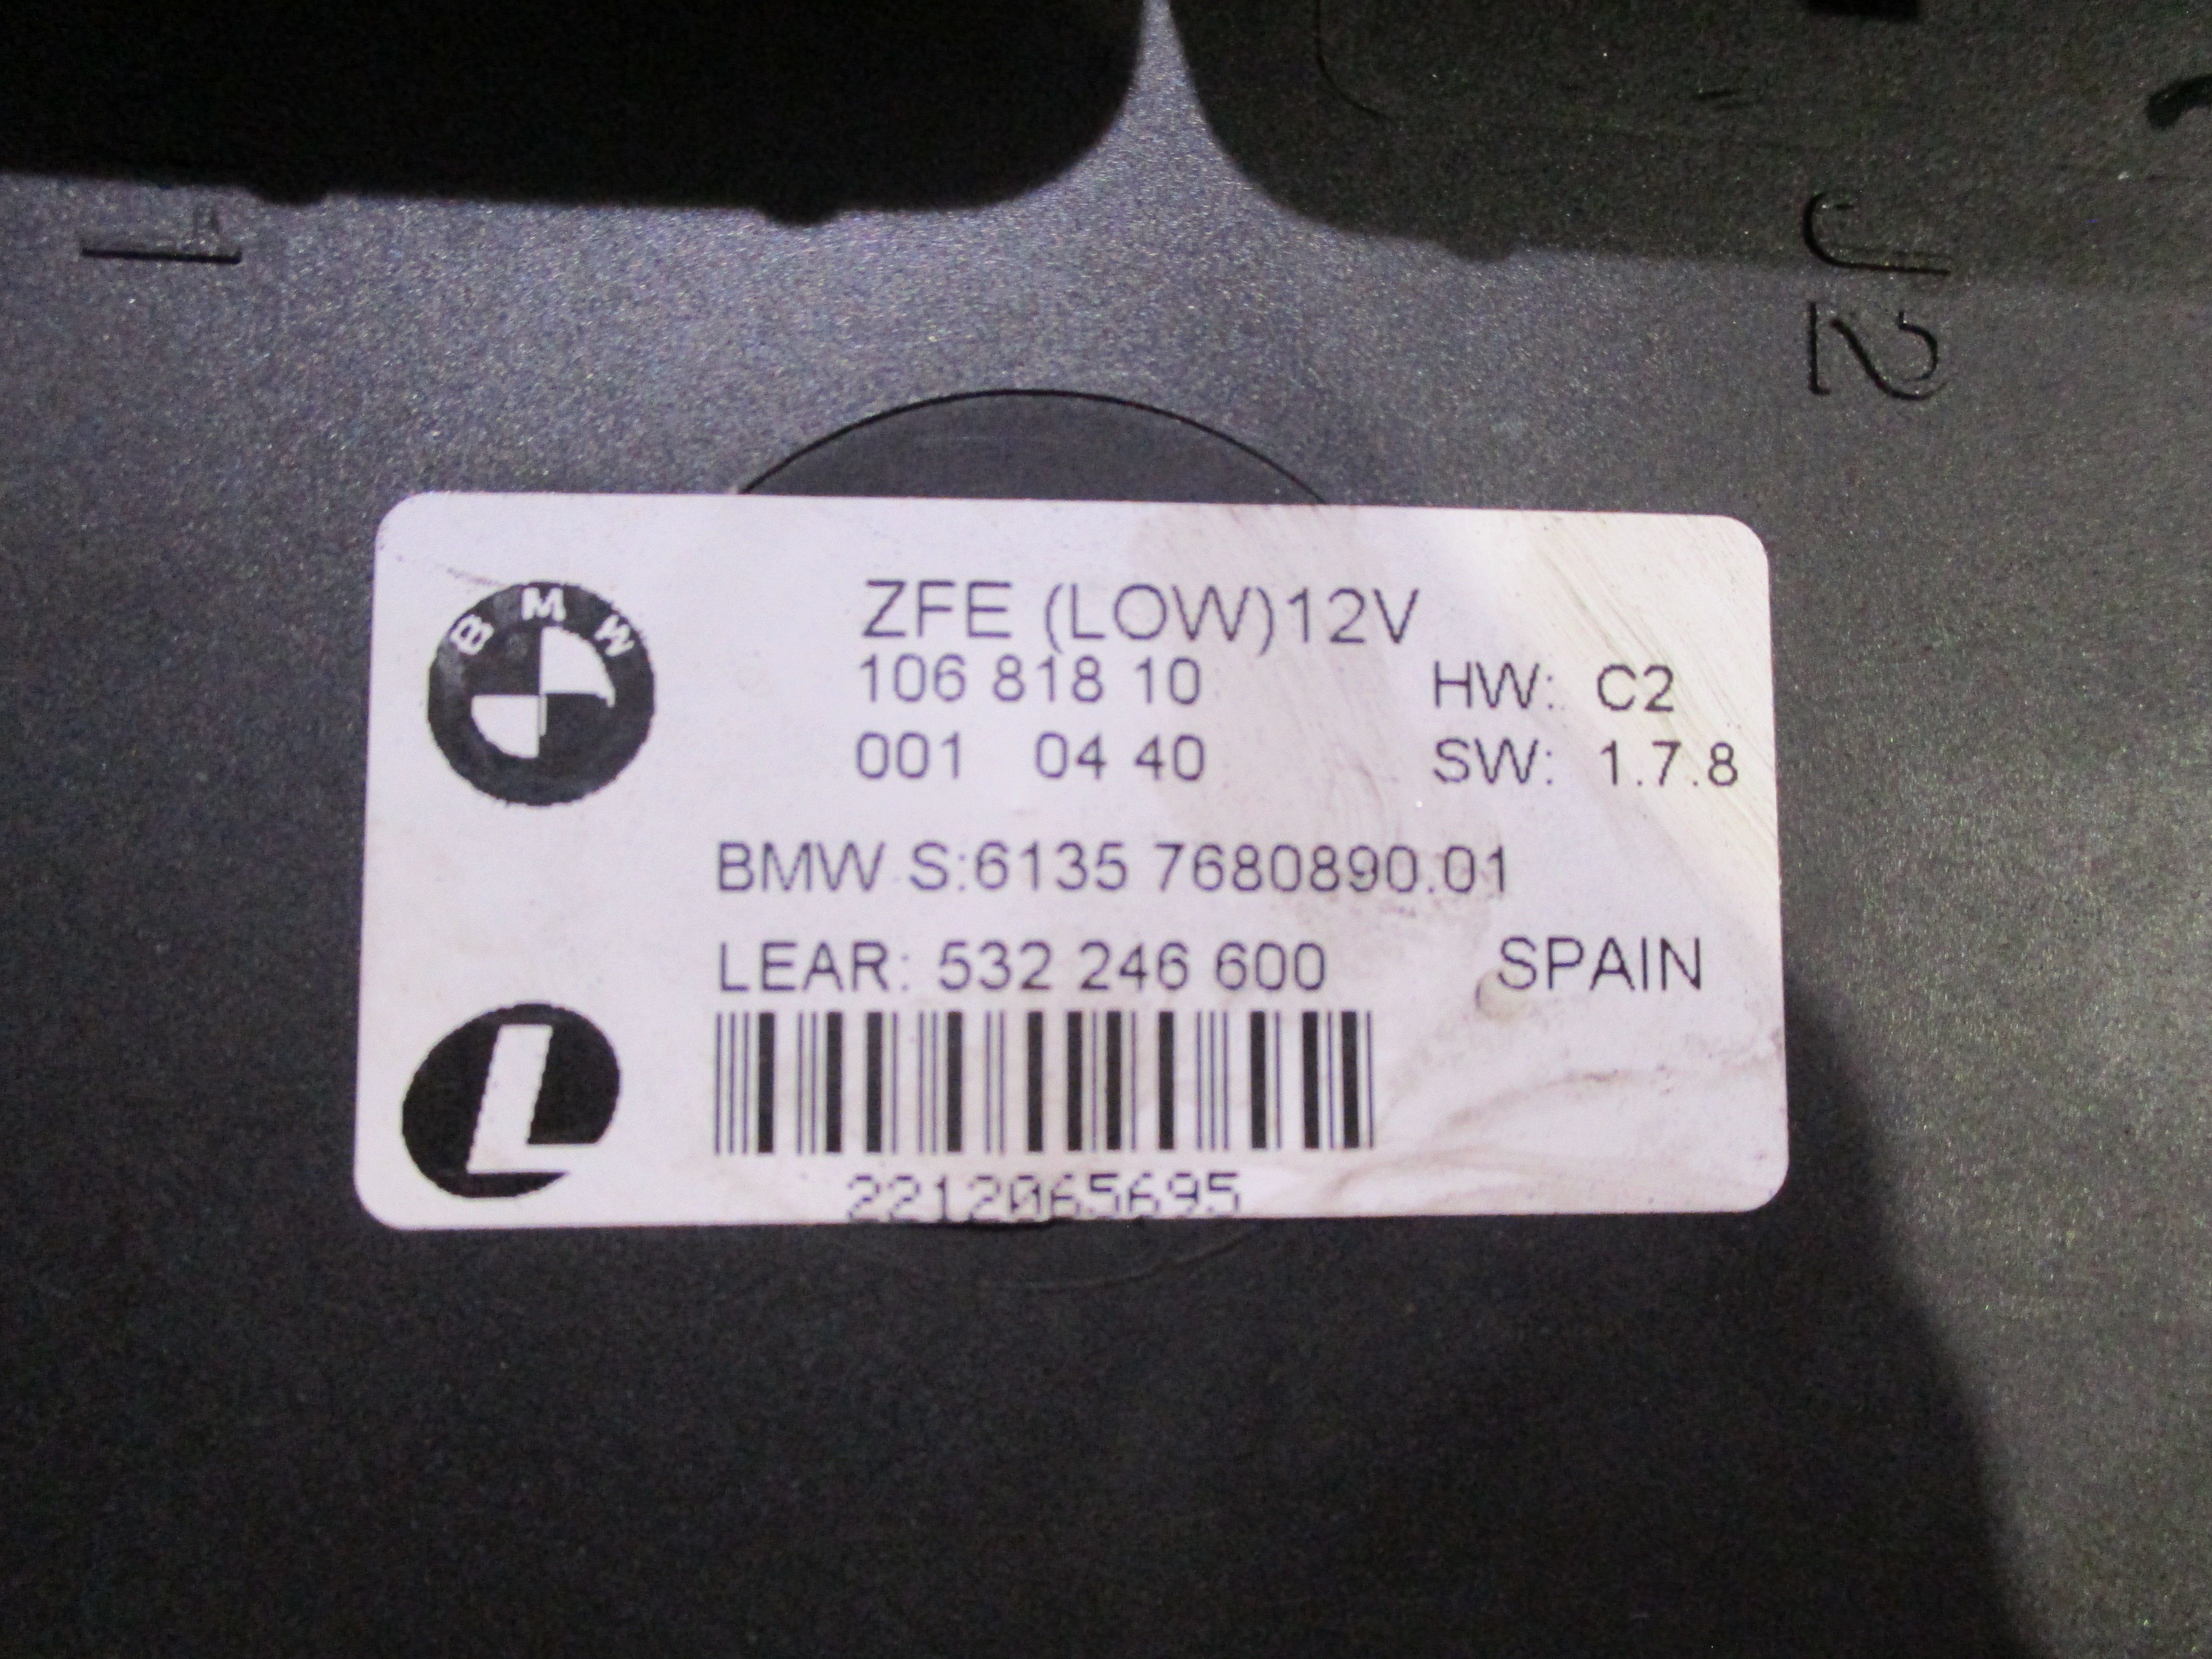 J2
BMW
ZFE (LOW)12V
106 818 10 HW: C2
001 04 40 SW: 1.7.8
BMW S:6135 7680890.01
LEAR: 532 246 600 SPAIN
L
2212065695